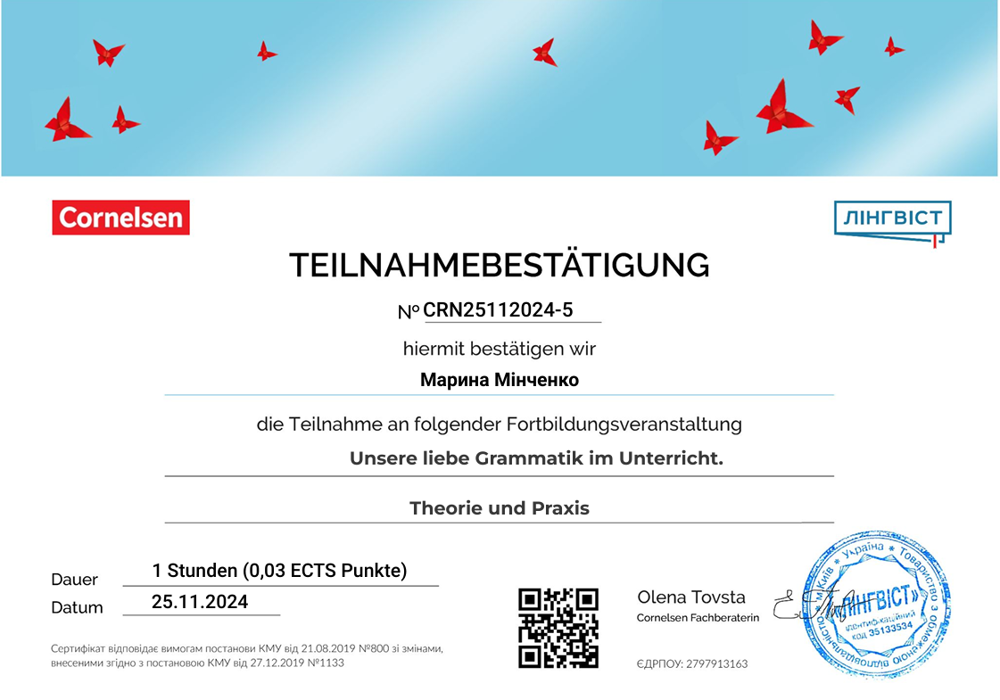 Cornelsen
ЛІНГВІСТ
TEILNAHMEBESTÄTIGUNG
№ CRN25112024-5
hiermit bestätigen wir
Марина Мінченко
die Teilnahme an folgender Fortbildungsveranstaltung
Unsere liebe Grammatik im Unterricht.
Theorie und Praxis
Dauer 1 Stunden (0,03 ECTS Punkte)
Datum 25.11.2024
Сертифікат відповідає вимогам постанови КМУ від 21.08.2019 №800 зі змінами,
внесеними згідно з постановою КМУ від 27.12.2019 №1133
Olena Tovsta
Cornelsen Fachberaterin
ЄДРПОУ: 2797913163
м.Київ * Україна * Товариство з обмеженою відповідальністю *
«ЛІНГВІСТ»
ідентифікаційний
код 35133534